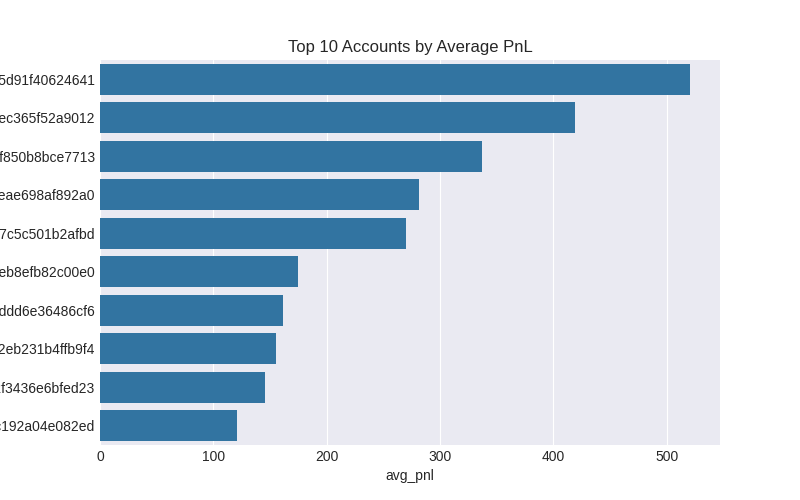 Top 10 Accounts by Average PnL
5d91f40624641
ec365f52a9012
f850b8bce7713
eae698af892a0
7c5c501b2afbd
eb8efb82c00e0
ddd6e36486cf6
2eb231b4ffb9f4
f3436e6bfed23
192a04e082ed
0 100 200 300 400 500
avg_pnl